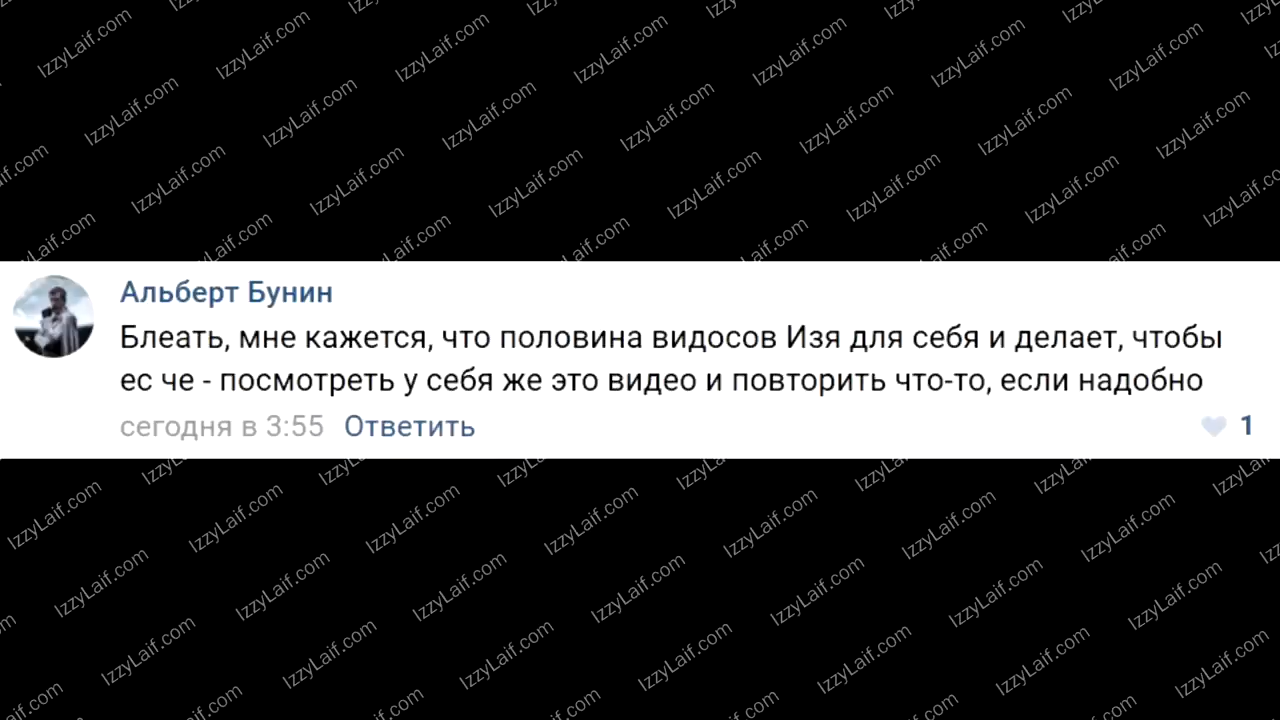 Альберт Бунин
Блеать, мне кажется, что половина видосов Изя для себя и делает, чтобы
ес че - посмотреть у себя же это видео и повторить что-то, если надобно
сегодня в 3:55 Ответить 1
IzzyLaif.com